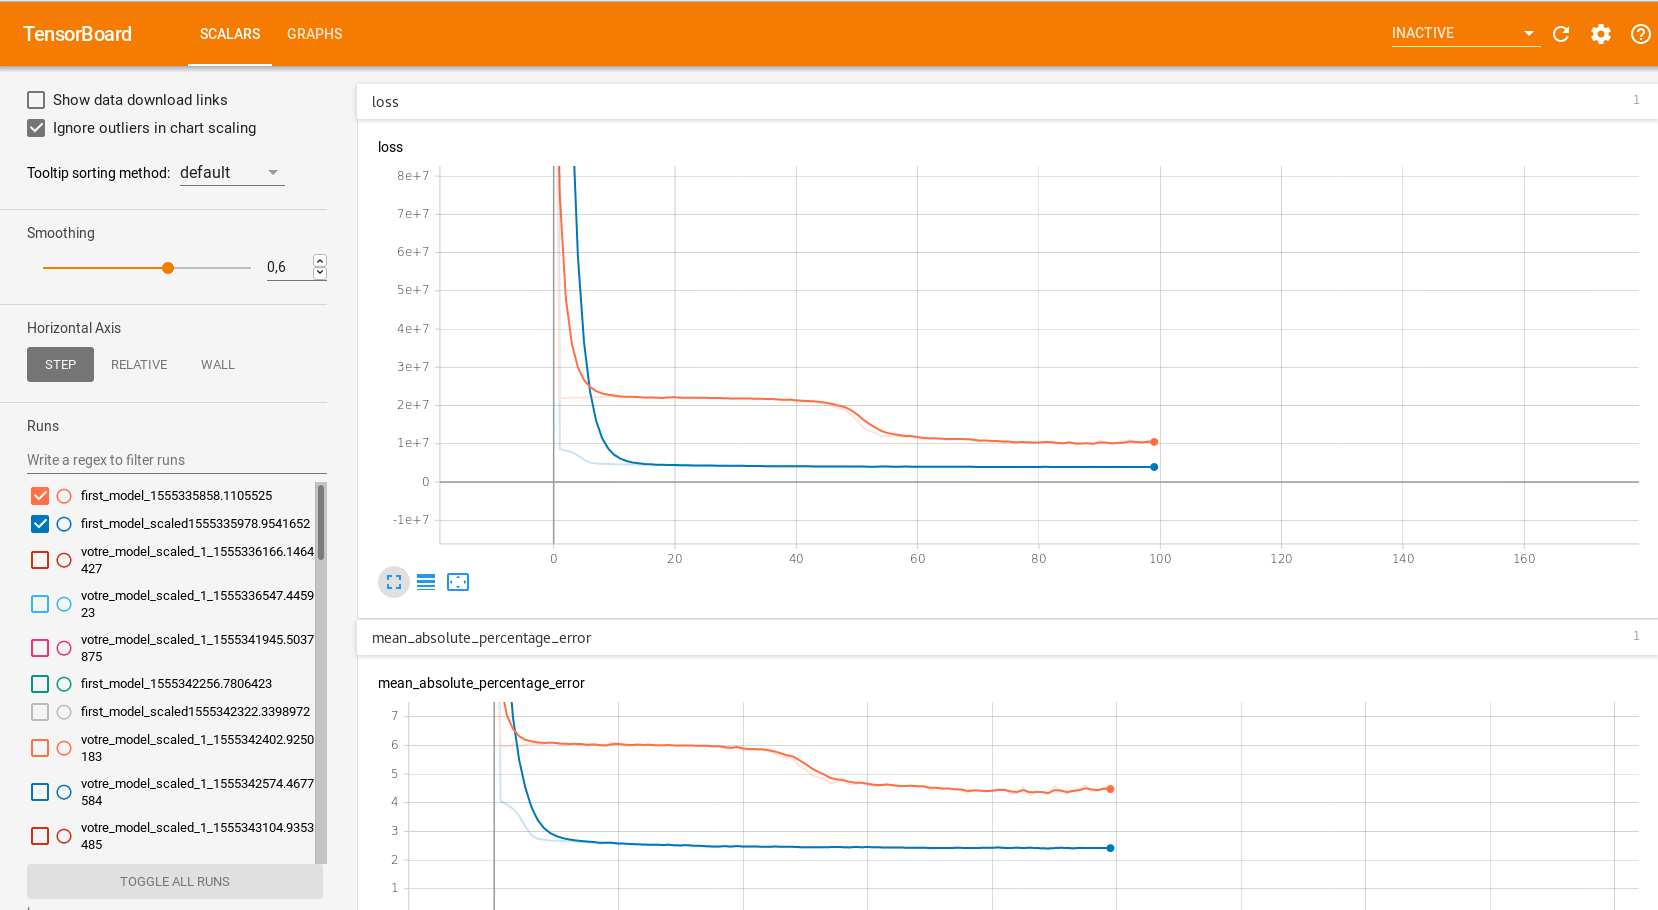 TensorBoard
SCALARS
GRAPHS
INACTIVE
Show data download links
Ignore outliers in chart scaling
Tooltip sorting method:
default
Smoothing
0,6
Horizontal Axis
STEP
RELATIVE
WALL
Runs
Write a regex to filter runs
first_model_1555335858.1105525
first_model_scaled1555335978.9541652
votre_model_scaled_1_1555336166.1464
427
votre_model_scaled_1_1555336547.4459
23
votre_model_scaled_1_1555341945.5037
875
first_model_1555342256.7806423
first_model_scaled1555342322.3398972
votre_model_scaled_1_1555342402.9250
183
votre_model_scaled_1_1555342574.4677
584
votre_model_scaled_1_1555343104.9353
485
TOGGLE ALL RUNS
loss
1
loss
8e+7
7e+7
6e+7
5e+7
4e+7
3e+7
2e+7
1e+7
0
-1e+7
0
20
40
60
80
100
120
140
160
mean_absolute_percentage_error
1
mean_absolute_percentage_error
7
6
5
4
3
2
1